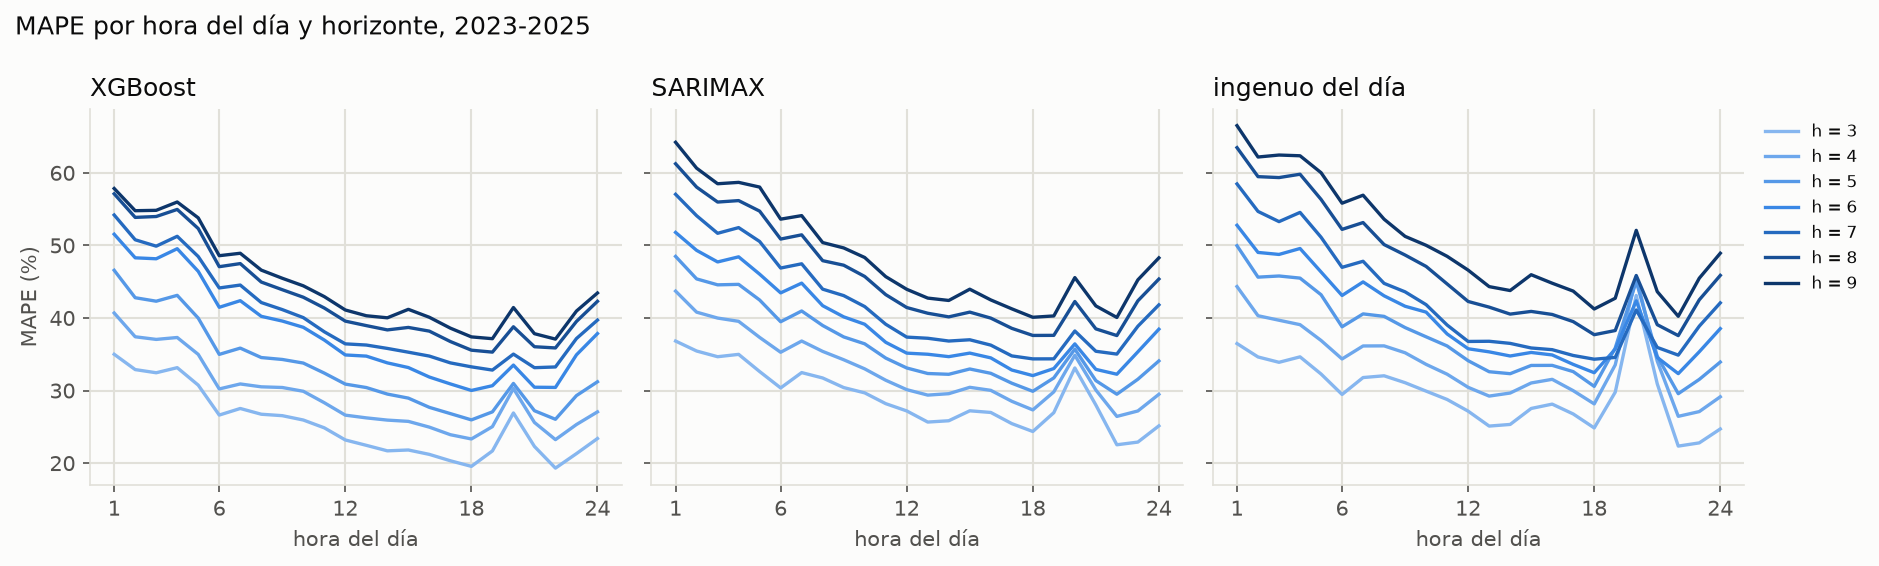 MAPE por hora del día y horizonte, 2023-2025
XGBoost
SARIMAX
ingenuo del día
MAPE (%)
60
50
40
30
20
1 6 12 18 24
1 6 12 18 24
1 6 12 18 24
hora del día
hora del día
hora del día
h = 3
h = 4
h = 5
h = 6
h = 7
h = 8
h = 9